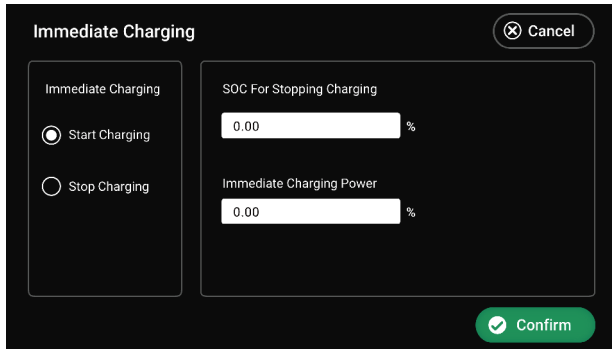 Immediate Charging
Cancel
Immediate Charging
Start Charging
Stop Charging
SOC For Stopping Charging
0.00 %
Immediate Charging Power
0.00 %
Confirm